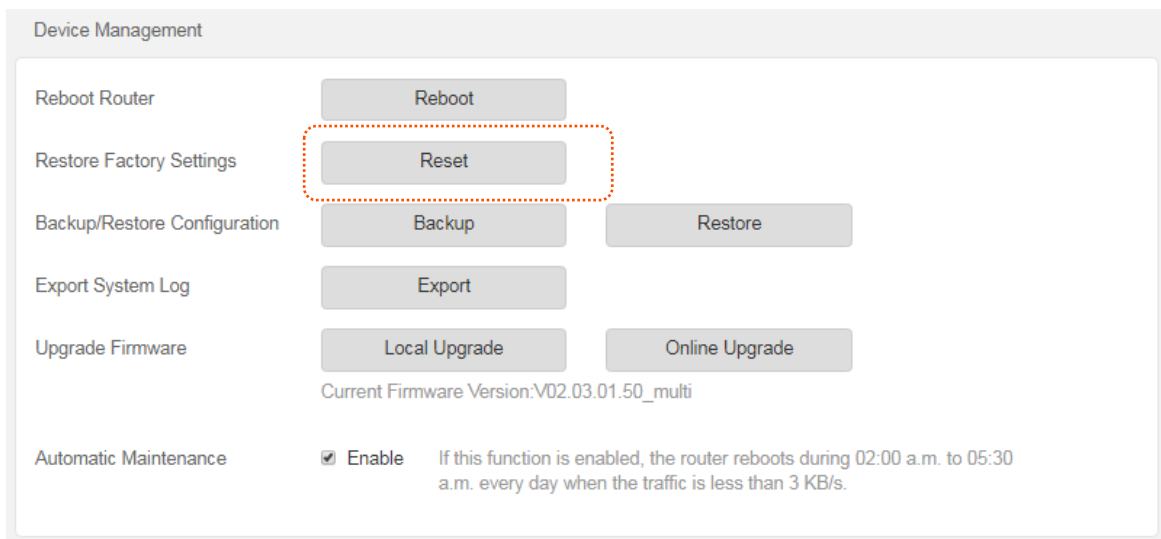 Device Management
Reboot Router Reboot
Restore Factory Settings Reset
Backup/Restore Configuration Backup Restore
Export System Log Export
Upgrade Firmware Local Upgrade Online Upgrade
Current Firmware Version:V02.03.01.50_multi
Automatic Maintenance Enable If this function is enabled, the router reboots during 02:00 a.m. to 05:30
a.m. every day when the traffic is less than 3 KB/s.